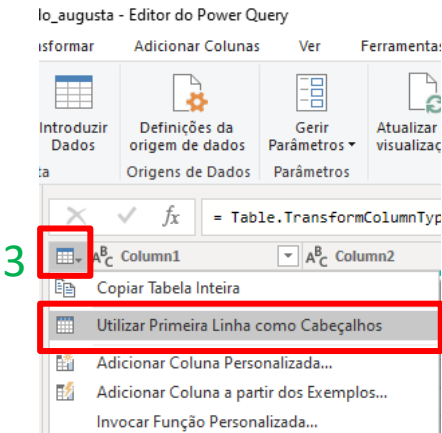 lo_augusta - Editor do Power Query
Adicionar Colunas Ver Ferramentas
Introduzir Dados
Definições da origem de dados
Gerir Parâmetros
Atualizar
Origens de Dados Parâmetros
fx = Table.TransformColumnTyp
3
ABC Column1 ABC Column2
Copiar Tabela Inteira
Utilizar Primeira Linha como Cabeçalhos
Adicionar Coluna Personalizada...
Adicionar Coluna a partir dos Exemplos...
Invocar Função Personalizada...